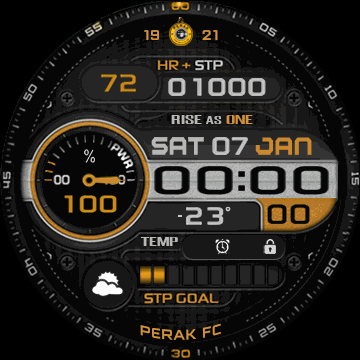 19 21
HR + STP
72 01000
RISE AS ONE
SAT 07 JAN
% PWR
00
100
00:00
-23° 00
TEMP
STP GOAL
PERAK FC
05
10
15
20
25
30
35
40
45
50
55